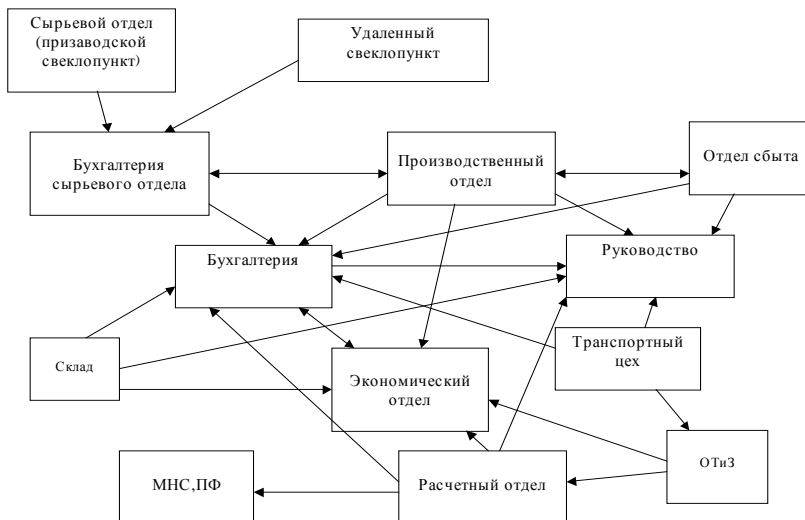 Сырьевой отдел
(призаводской
свеклопункт)
Удаленный
свеклопункт
Бухгалтерия
сырьевого отдела
Производственный
отдел
Отдел сбыта
Бухгалтерия
Руководство
Склад
Экономический
отдел
Транспортный
цех
МНС,ПФ
Расчетный отдел
ОТиЗ